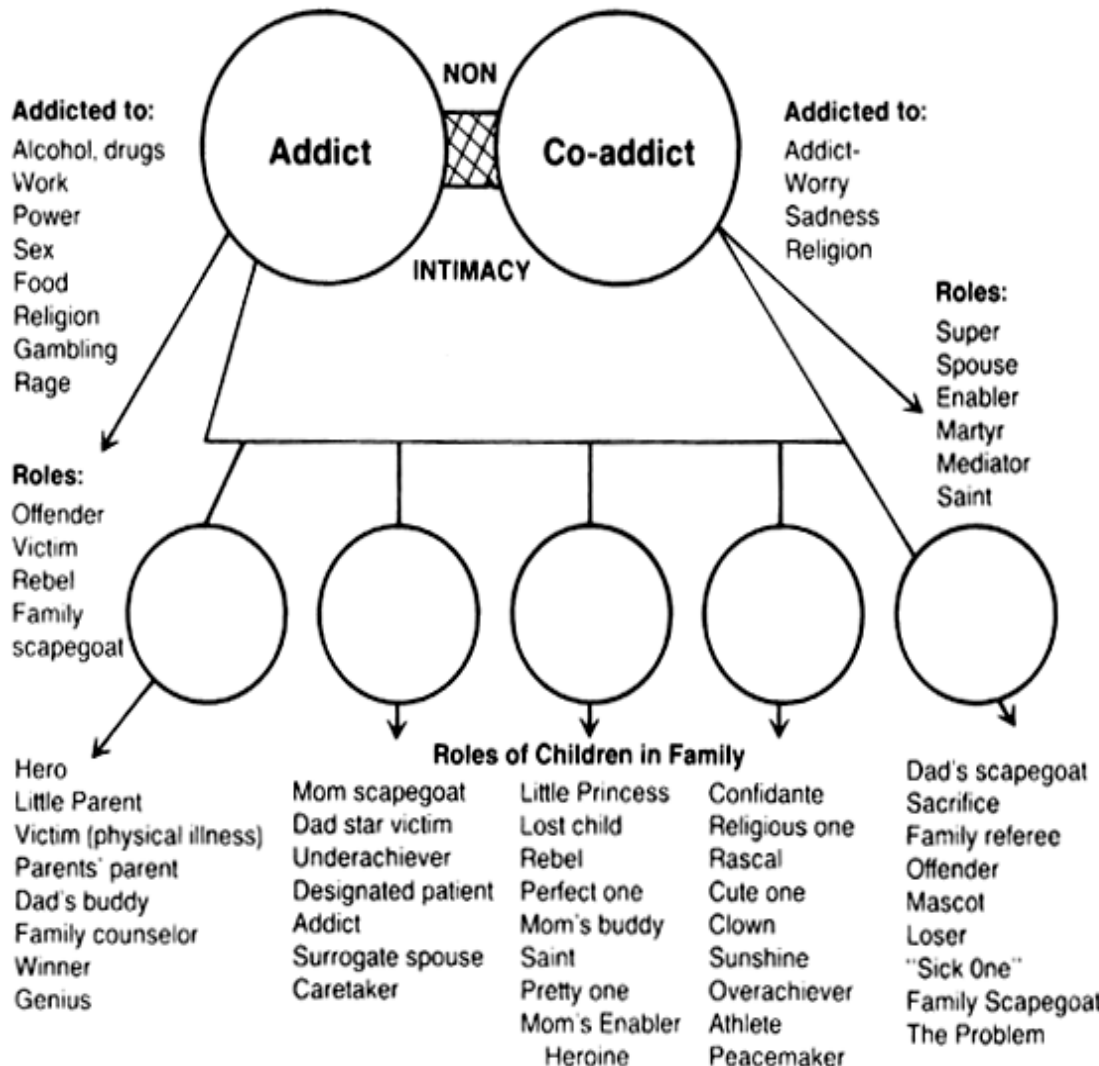 NON
Addict
Co-addict
INTIMACY
Addicted to:
Alcohol, drugs
Work
Power
Sex
Food
Religion
Gambling
Rage
Addicted to:
Addict-
Worry
Sadness
Religion
Roles:
Super
Spouse
Enabler
Martyr
Mediator
Saint
Roles:
Offender
Victim
Rebel
Family
scapegoat
Roles of Children in Family
Hero
Little Parent
Victim (physical illness)
Parents' parent
Dad's buddy
Family counselor
Winner
Genius
Mom scapegoat
Dad star victim
Underachiever
Designated patient
Addict
Surrogate spouse
Caretaker
Little Princess
Lost child
Rebel
Perfect one
Mom's buddy
Saint
Pretty one
Mom's Enabler
Heroine
Confidante
Religious one
Rascal
Cute one
Clown
Sunshine
Overachiever
Athlete
Peacemaker
Dad's scapegoat
Sacrifice
Family referee
Offender
Mascot
Loser
"Sick One"
Family Scapegoat
The Problem